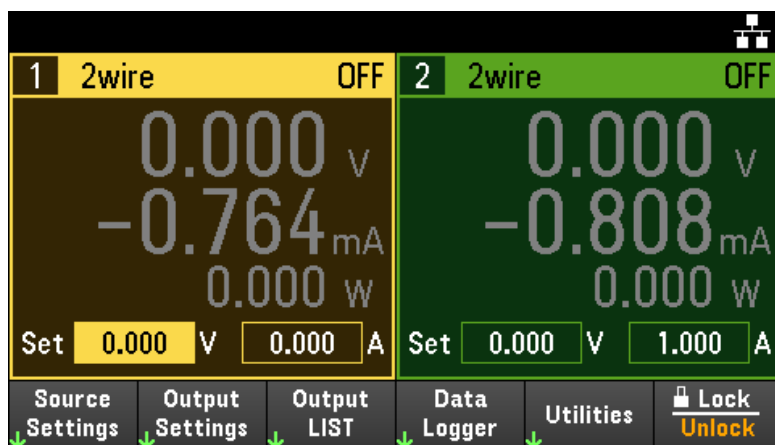 1 2wire OFF
0.000 V
-0.764 mA
0.000 W
Set 0.000 V 0.000 A
2 2wire OFF
0.000 V
-0.808 mA
0.000 W
Set 0.000 V 1.000 A
Source Settings
Output Settings
Output LIST
Data Logger
Utilities
Lock
Unlock